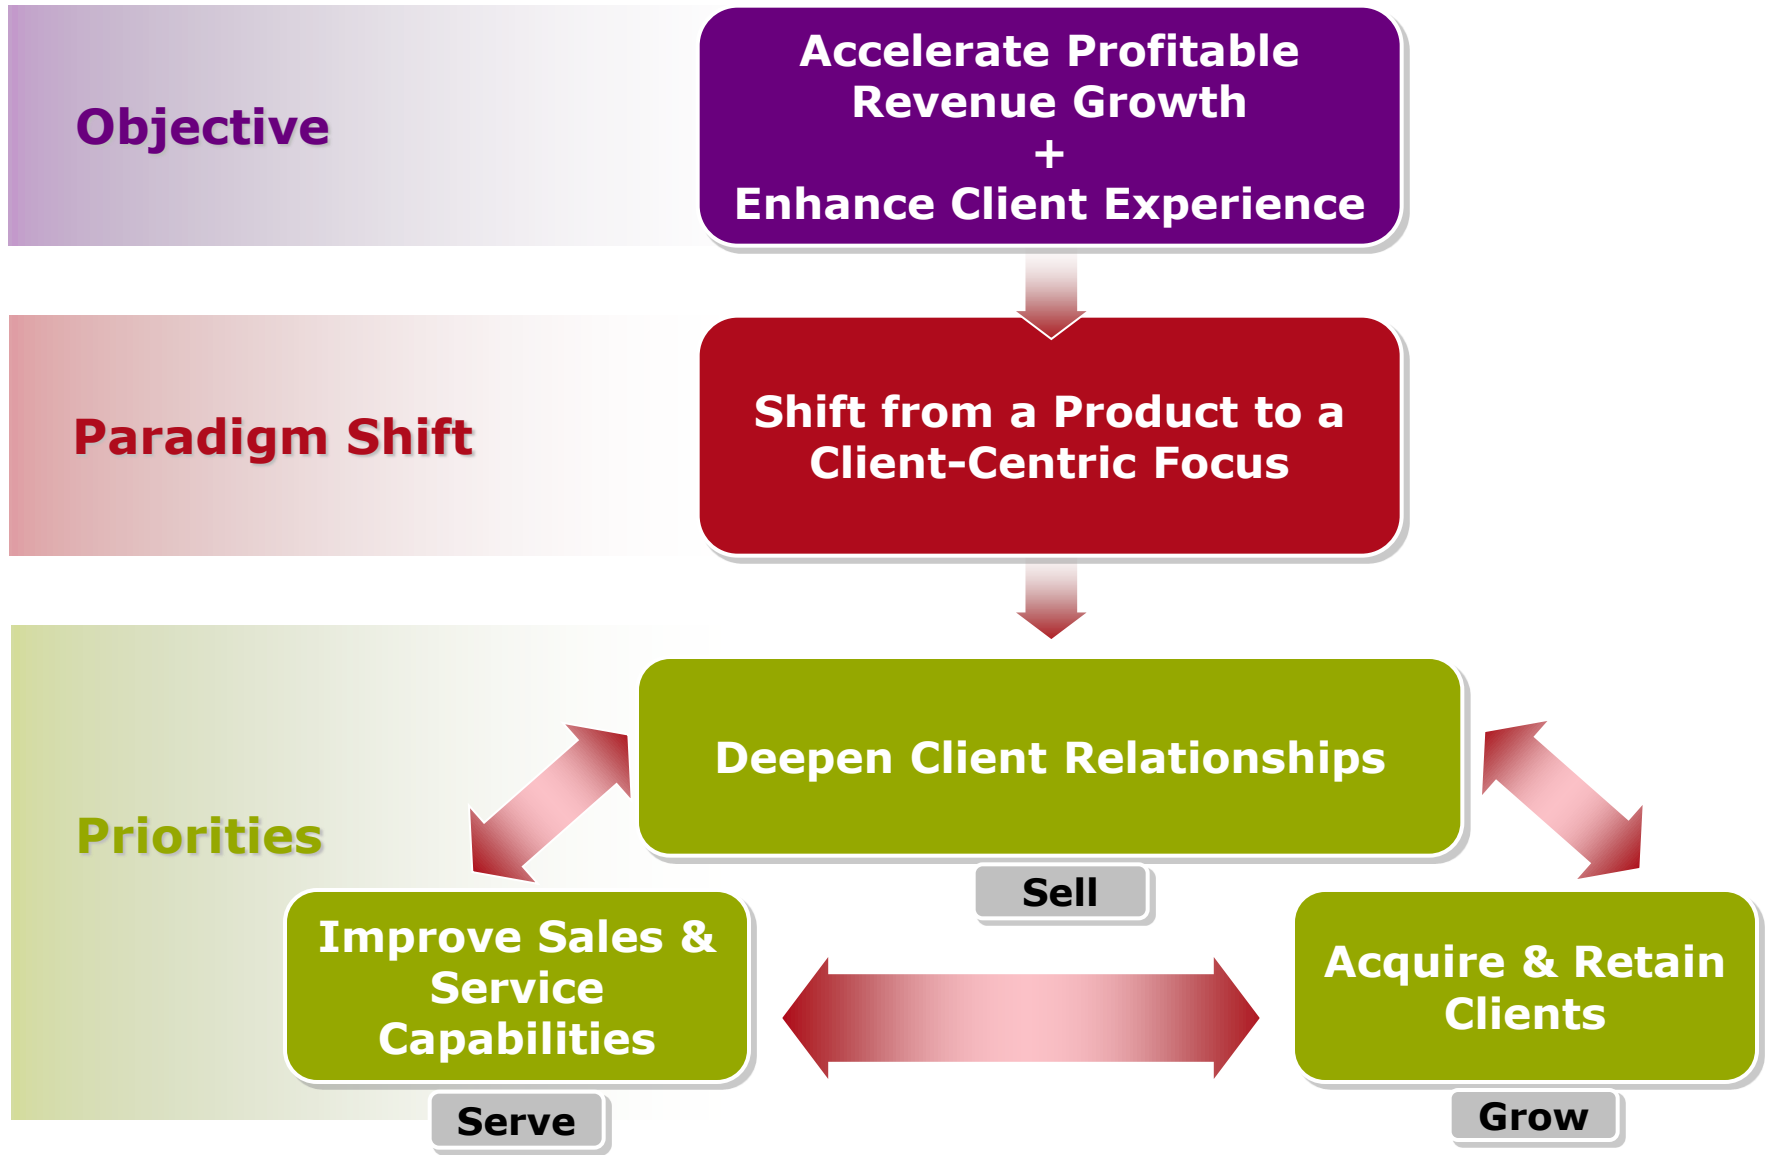 Objective
Accelerate Profitable
Revenue Growth
+
Enhance Client Experience
Paradigm Shift
Shift from a Product to a
Client-Centric Focus
Priorities
Deepen Client Relationships
Sell
Improve Sales &
Service
Capabilities
Serve
Acquire & Retain
Clients
Grow